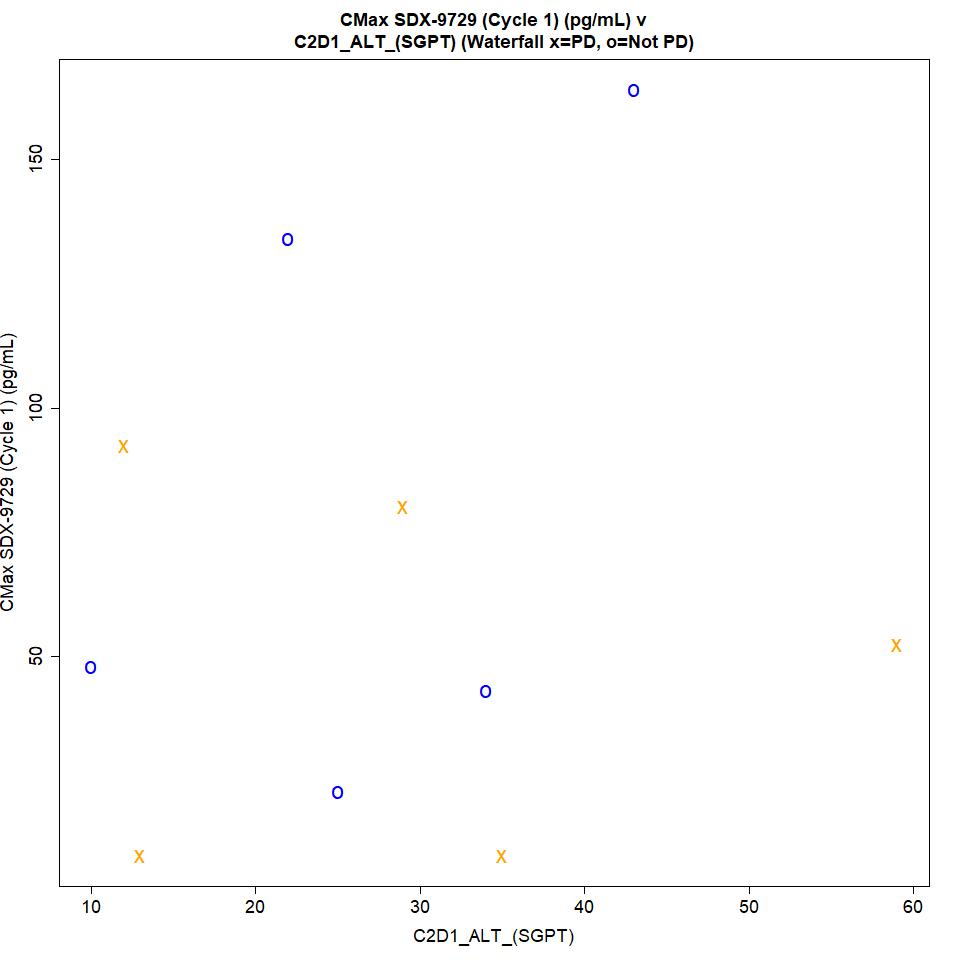 CMax SDX-9729 (Cycle 1) (pg/mL) v
C2D1_ALT_(SGPT) (Waterfall x=PD, o=Not PD)
CMax SDX-9729 (Cycle 1) (pg/mL)
150
100
50
O
O
X
X
X
O
O
O
X
X
10 20 30 40 50 60
C2D1_ALT_(SGPT)